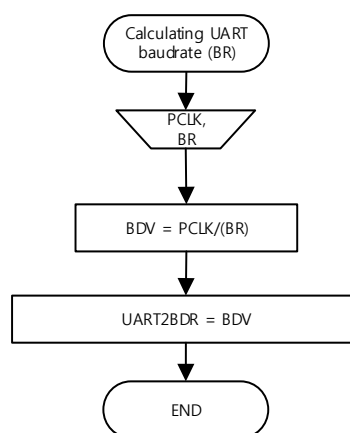 Calculating UART
baudrate (BR)
PCLK,
BR
BDV = PCLK/(BR)
UART2BDR = BDV
END